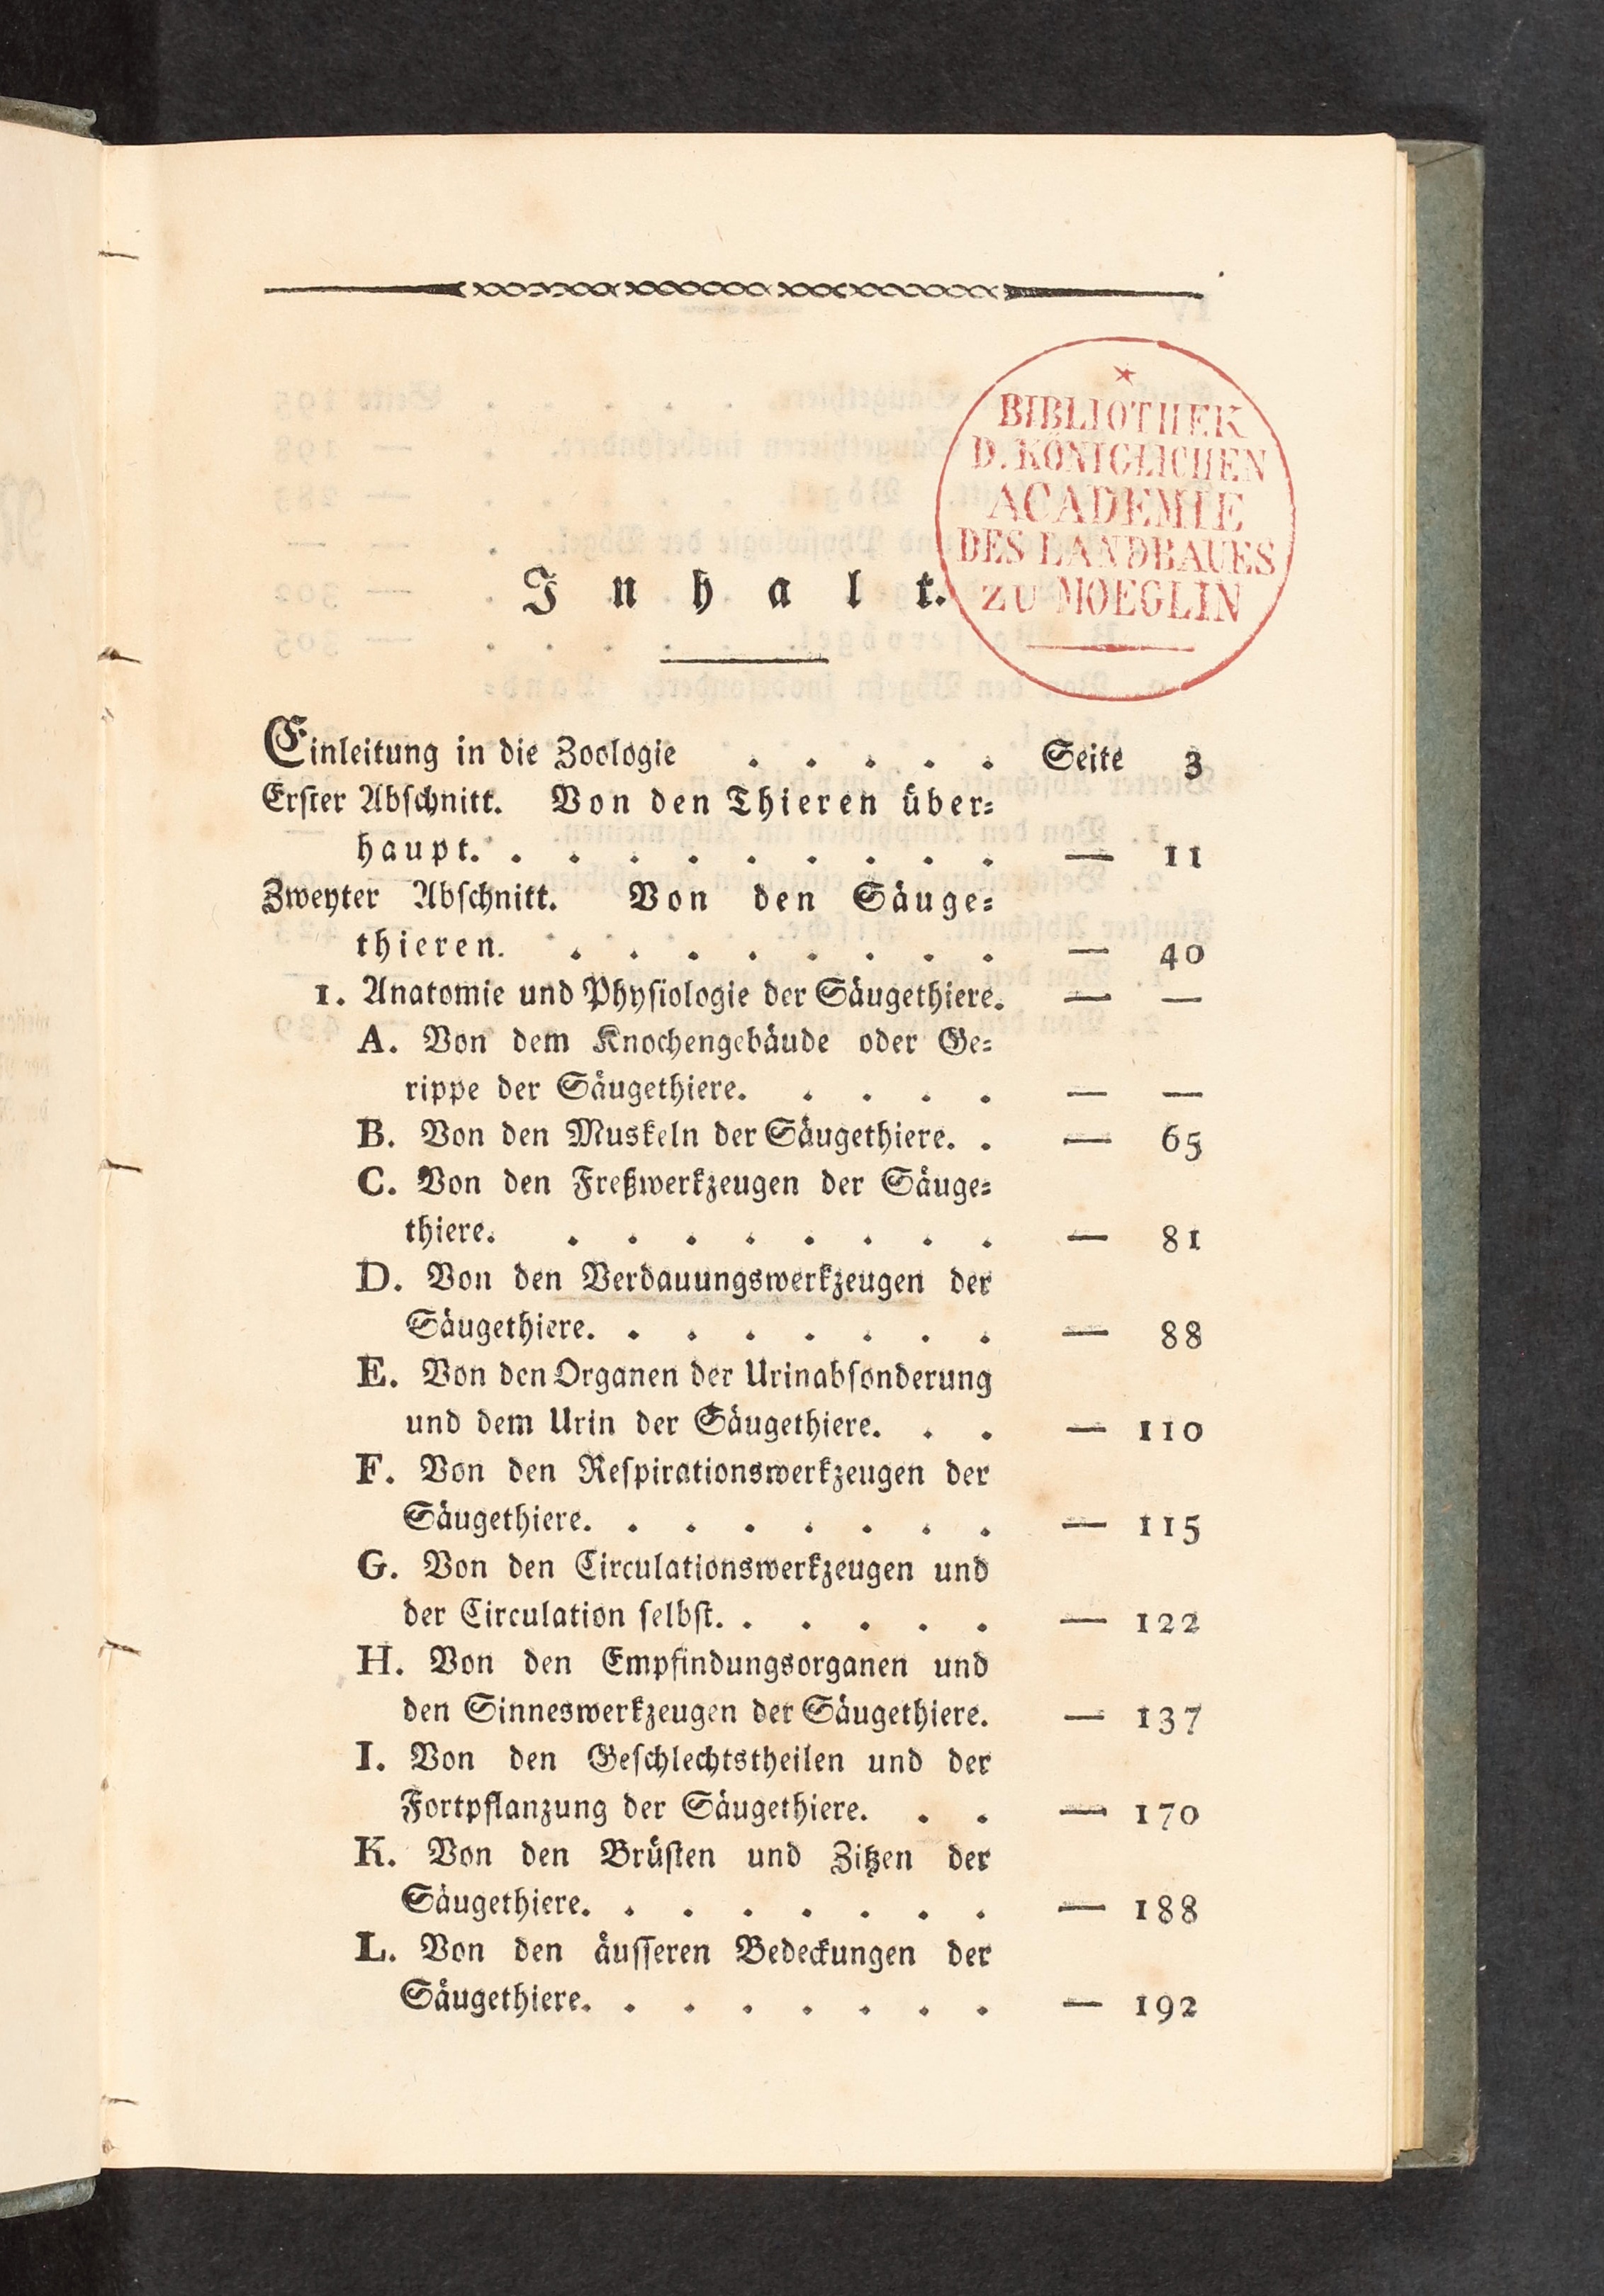 BIBLIOTHEK
D. KÖNIGLICHEN
ACADEMIE
DES LANDBAUES
ZU MOEGLIN
Inhalt.
Einleitung in die Zoologie . . . . . Seite 3
Erster Abschnitt. Von den Thieren über⸗
haupt. . . . . . . . . . — 11
Zweyter Abschnitt. Von den Säuge⸗
thieren. . . . . . . . . — 40
1. Anatomie und Physiologie der Säugethiere. — —
A. Von dem Knochengebäude oder Ge⸗
rippe der Säugethiere. . . . . — —
B. Von den Muskeln der Säugethiere. . — 65
C. Von den Freßwerkzeugen der Säuge⸗
thiere. . . . . . . . . — 81
D. Von den Verdauungswerkzeugen der
Säugethiere. . . . . . . . — 88
E. Von den Organen der Urinabsonderung
und dem Urin der Säugethiere. . . — 110
F. Von den Respirationswerkzeugen der
Säugethiere. . . . . . . . — 115
G. Von den Circulationswerkzeugen und
der Circulation selbst. . . . . . — 122
H. Von den Empfindungsorganen und
den Sinneswerkzeugen der Säugethiere. — 137
I. Von den Geschlechtstheilen und der
Fortpflanzung der Säugethiere. . . — 170
K. Von den Brüsten und Zitzen der
Säugethiere. . . . . . . . — 188
L. Von den äusseren Bedeckungen der
Säugethiere. . . . . . . . — 192